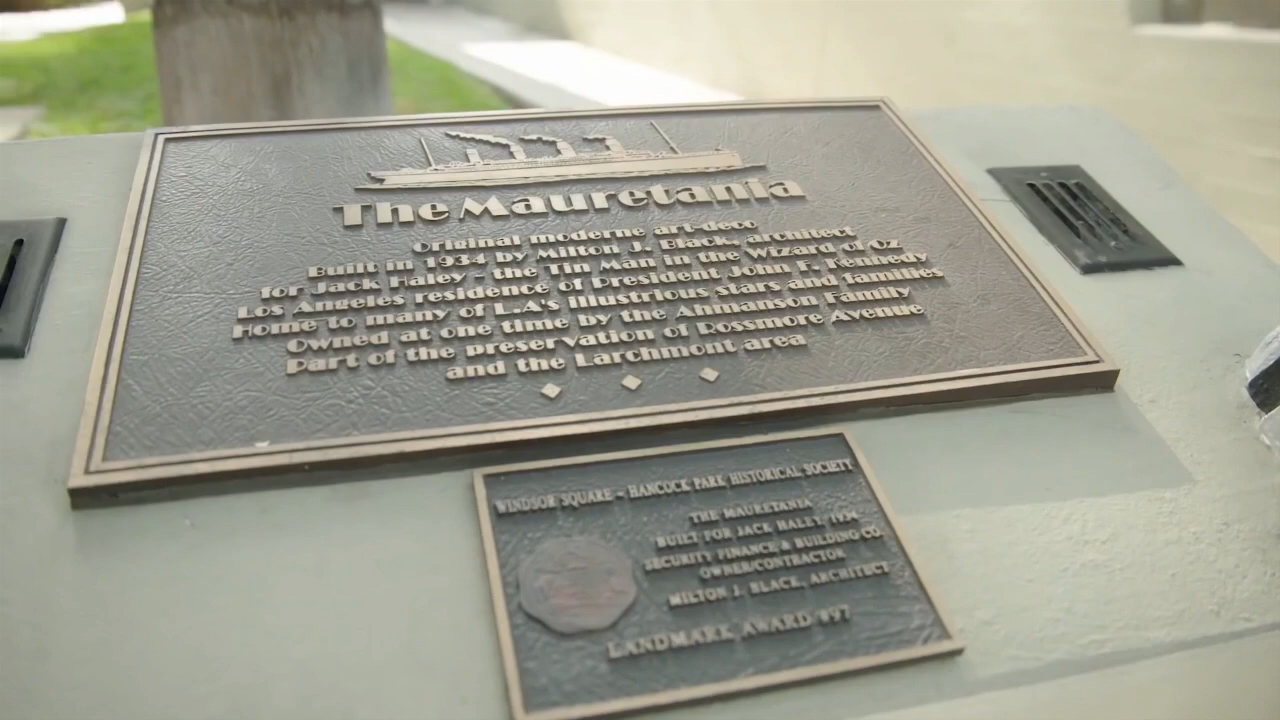 The Mauretania
Original moderne art-deco
Built in 1934 by Milton J. Black, architect
for Jack Haley - the Tin Man in the Wizard of Oz
Los Angeles residence of President John F. Kennedy
Home to many of L.A's illustrious stars and families
Owned at one time by the Ahmanson Family
Part of the preservation of Rossmore Avenue
and the Larchmont area
WINDSOR SQUARE - HANCOCK PARK HISTORICAL SOCIETY
THE MAURETANIA
BUILT FOR JACK HALEY, 1934
SECURITY FINANCE & BUILDING CO.
OWNER/CONTRACTOR
MILTON J. BLACK, ARCHITECT
LANDMARK AWARD #97